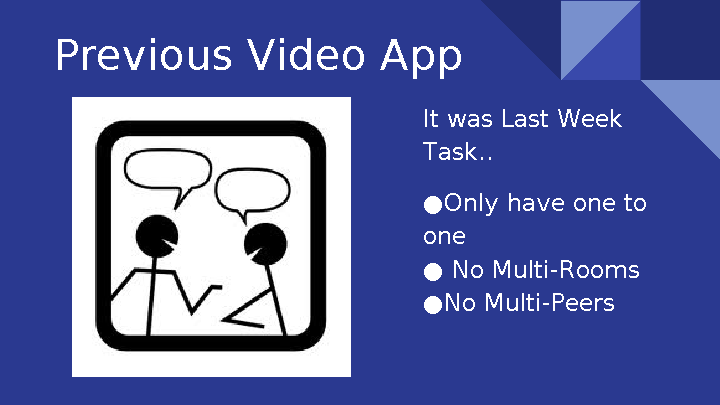 Previous Video App
It was Last Week
Task..
●Only have one to
one
● No Multi-Rooms
●No Multi-Peers